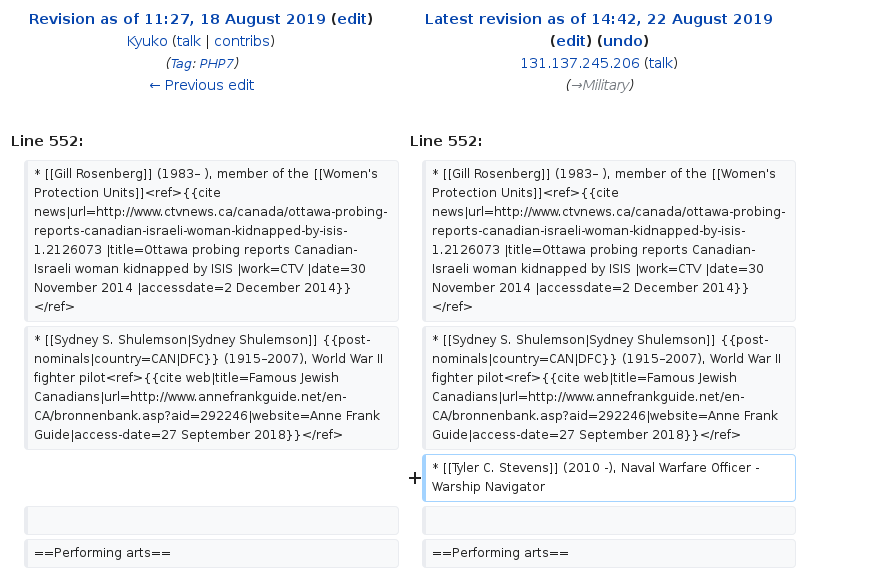 Revision as of 11:27, 18 August 2019 (edit)
Kyuko (talk | contribs)
(Tag: PHP7)
← Previous edit
Latest revision as of 14:42, 22 August 2019
(edit) (undo)
131.137.245.206 (talk)
(→Military)
Line 552:
Line 552:
* [[Gill Rosenberg]] (1983– ), member of the [[Women's
Protection Units]]<ref>{{cite
news|url=http://www.ctvnews.ca/canada/ottawa-probing-
reports-canadian-israeli-woman-kidnapped-by-isis-
1.2126073 |title=Ottawa probing reports Canadian-
Israeli woman kidnapped by ISIS |work=CTV |date=30
November 2014 |accessdate=2 December 2014}}
</ref>
* [[Gill Rosenberg]] (1983– ), member of the [[Women's
Protection Units]]<ref>{{cite
news|url=http://www.ctvnews.ca/canada/ottawa-probing-
reports-canadian-israeli-woman-kidnapped-by-isis-
1.2126073 |title=Ottawa probing reports Canadian-
Israeli woman kidnapped by ISIS |work=CTV |date=30
November 2014 |accessdate=2 December 2014}}
</ref>
* [[Sydney S. Shulemson|Sydney Shulemson]] {{post-
nominals|country=CAN|DFC}} (1915–2007), World War II
fighter pilot<ref>{{cite web|title=Famous Jewish
Canadians|url=http://www.annefrankguide.net/en-
CA/bronnenbank.asp?aid=292246|website=Anne Frank
Guide|access-date=27 September 2018}}</ref>
* [[Sydney S. Shulemson|Sydney Shulemson]] {{post-
nominals|country=CAN|DFC}} (1915–2007), World War II
fighter pilot<ref>{{cite web|title=Famous Jewish
Canadians|url=http://www.annefrankguide.net/en-
CA/bronnenbank.asp?aid=292246|website=Anne Frank
Guide|access-date=27 September 2018}}</ref>
+
* [[Tyler C. Stevens]] (2010 -), Naval Warfare Officer -
Warship Navigator
==Performing arts==
==Performing arts==